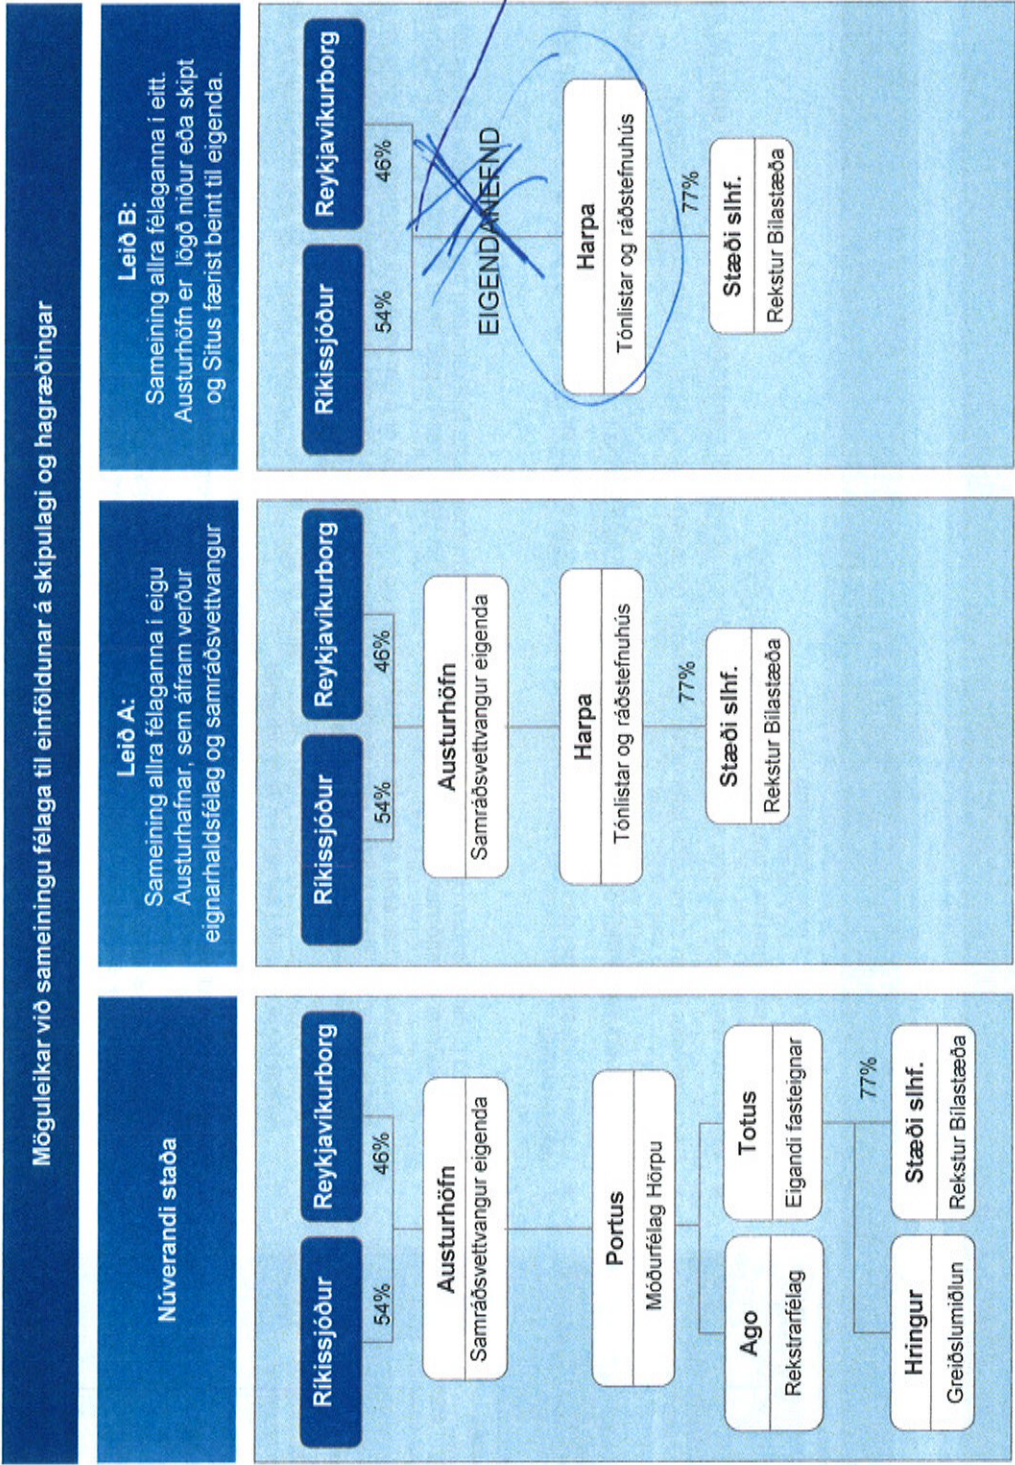 Möguleikar við sameiningu félaga til einföldunar á skipulagi og hagræðingar
Núverandi staða
Ríkissjóður
Reykjavíkurborg
54%
46%
Austurhöfn
Samráðsvettvangur eigenda
Portus
Móðurfélag Hörpu
Ago
Rekstrarfélag
Totus
Eigandi fasteignar
77%
Hringur
Greiðslumiðlun
Stæði slhf.
Rekstur Bílastæða
Leið A:
Sameining allra félaganna í eigu
Austurhafnar, sem áfram verður
eignarhaldsfélag og samráðsvettvangur
Ríkissjóður
Reykjavíkurborg
54%
46%
Austurhöfn
Samráðsvettvangur eigenda
Harpa
Tónlistar og ráðstefnuhús
77%
Stæði slhf.
Rekstur Bílastæða
Leið B:
Sameining allra félaganna í eitt.
Austurhöfn er lögð niður eða skipt
og Situs færist beint til eigenda.
Ríkissjóður
Reykjavíkurborg
54%
46%
EIGENDANEFND
Harpa
Tónlistar og ráðstefnuhús
77%
Stæði slhf.
Rekstur Bílastæða